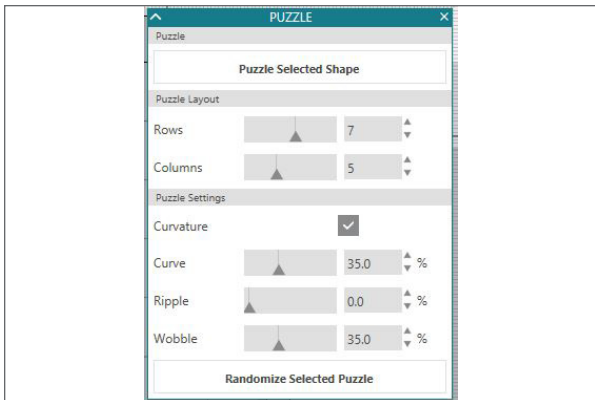 PUZZLE
Puzzle
Puzzle Selected Shape
Puzzle Layout
Rows 7
Columns 5
Puzzle Settings
Curvature
Curve 35.0 %
Ripple 0.0 %
Wobble 35.0 %
Randomize Selected Puzzle